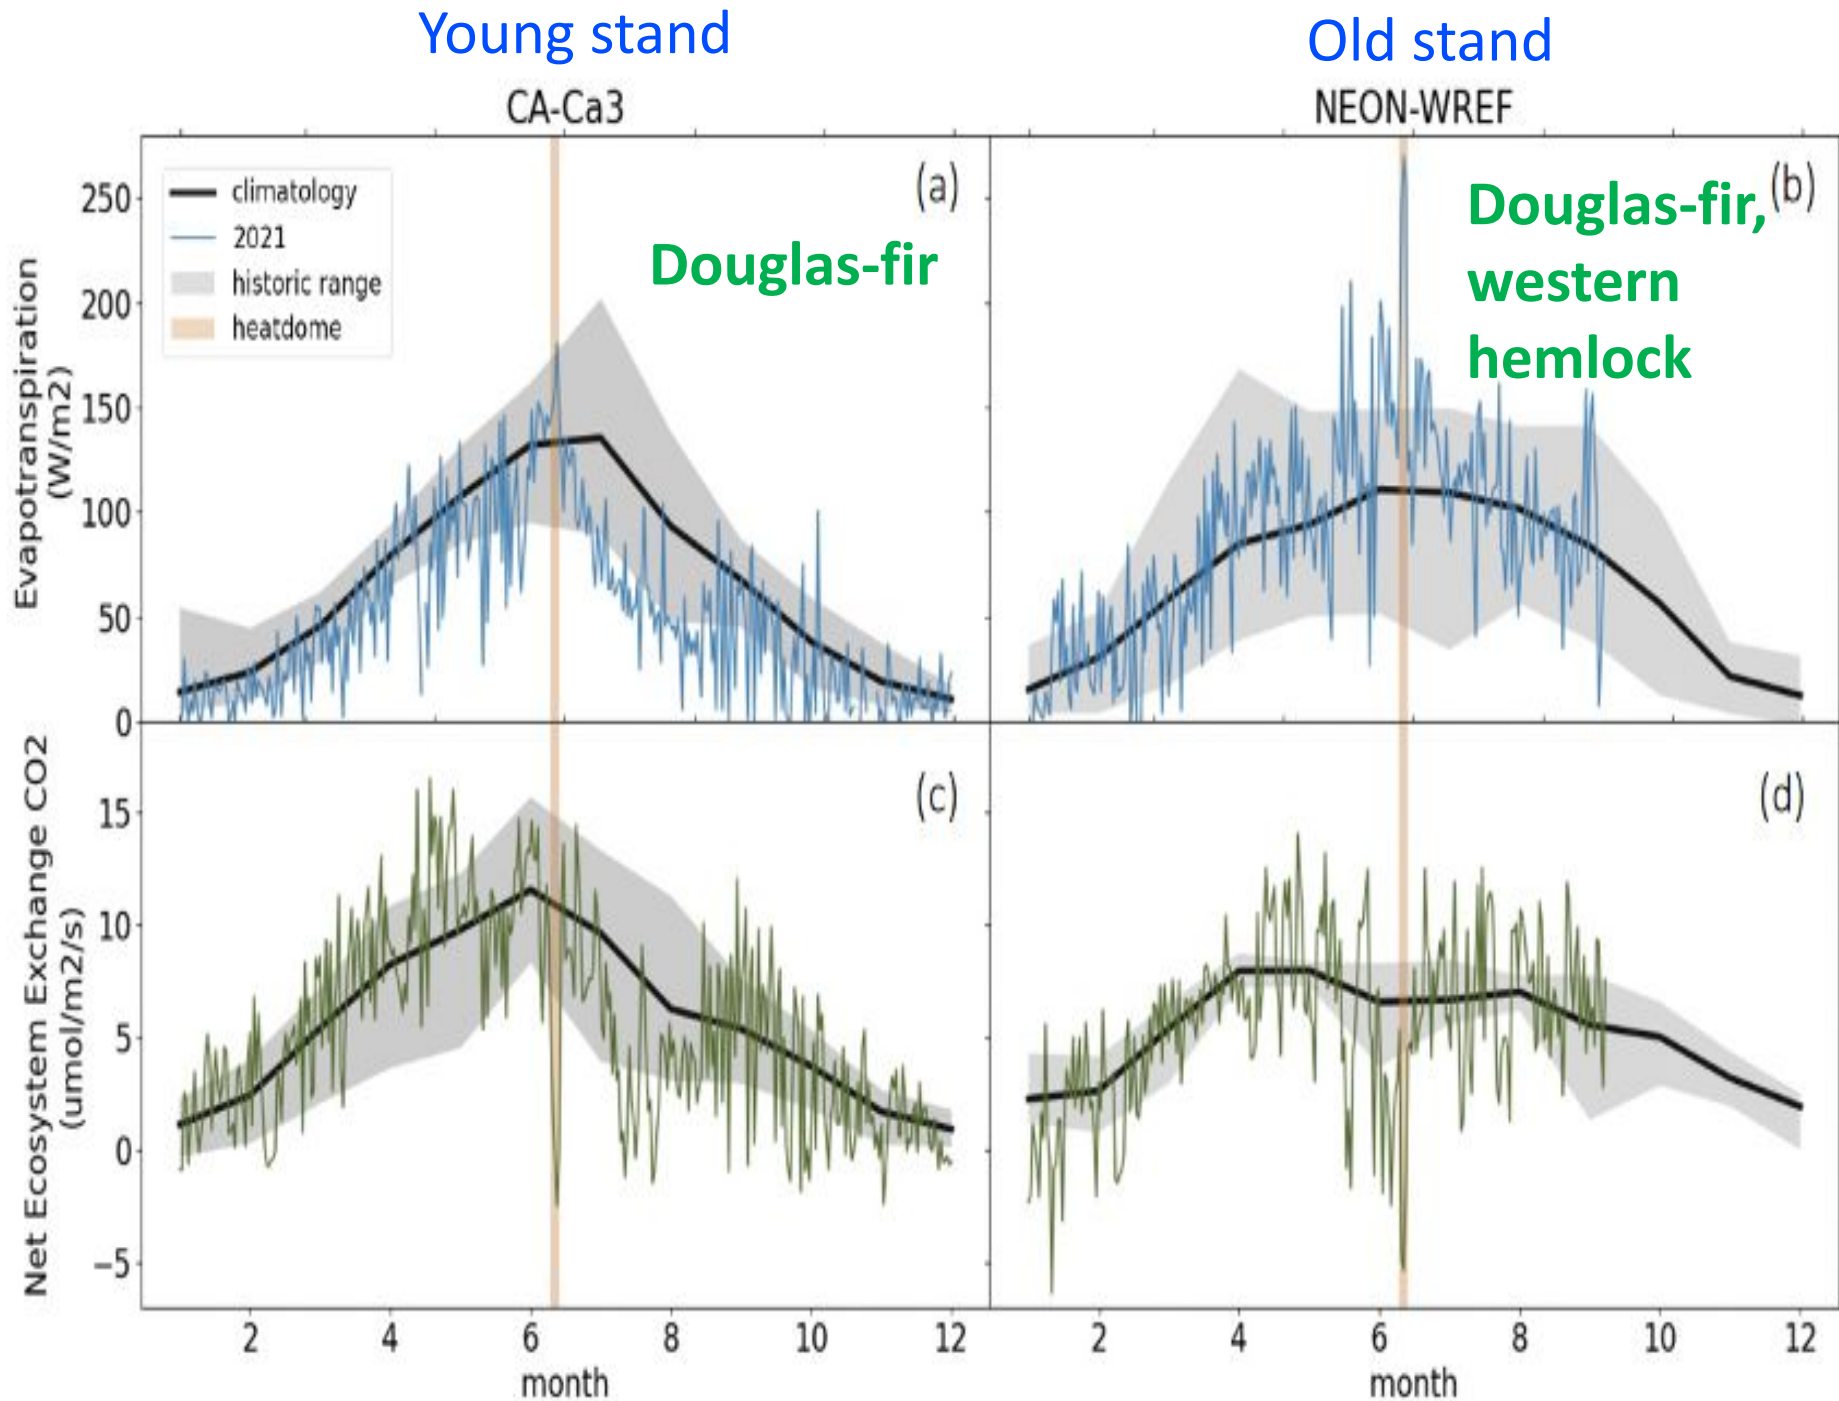 Young stand
Old stand
CA-Ca3
NEON-WREF
climatology
2021
historic range
heatdome
(a)
Douglas-fir
(b)
Douglas-fir,
western
hemlock
Evapotranspiration
(W/m2)
250
200
150
100
50
0
Net Ecosystem Exchange CO2
(umol/m2/s)
15
10
5
0
−5
(c)
(d)
2 4 6 8 10 12
2 4 6 8 10 12
month
month